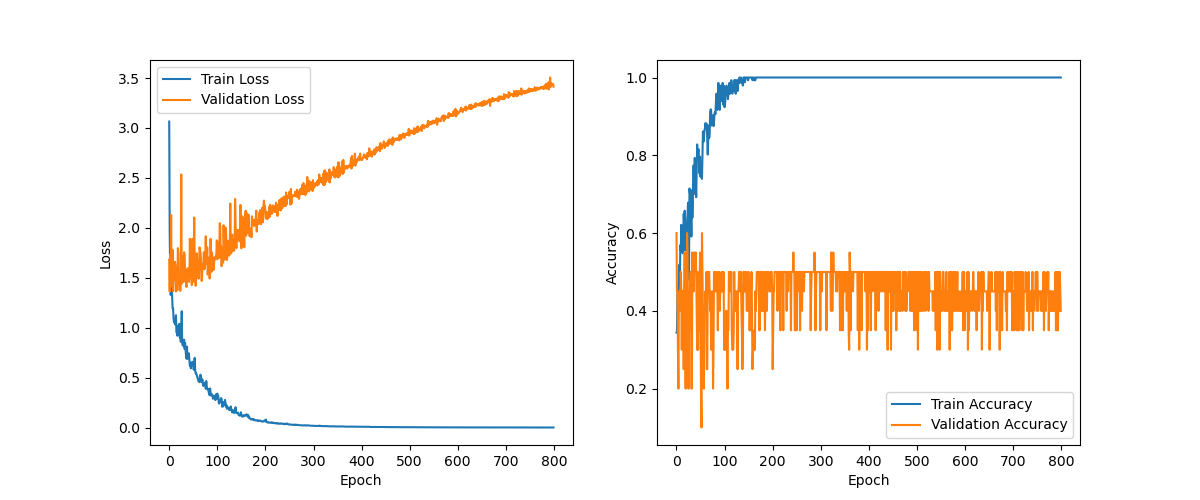 Train Loss
Validation Loss
3.5
3.0
2.5
2.0
1.5
1.0
0.5
0.0
Loss
0 100 200 300 400 500 600 700 800
Epoch
1.0
0.8
0.6
0.4
0.2
Accuracy
Train Accuracy
Validation Accuracy
0 100 200 300 400 500 600 700 800
Epoch